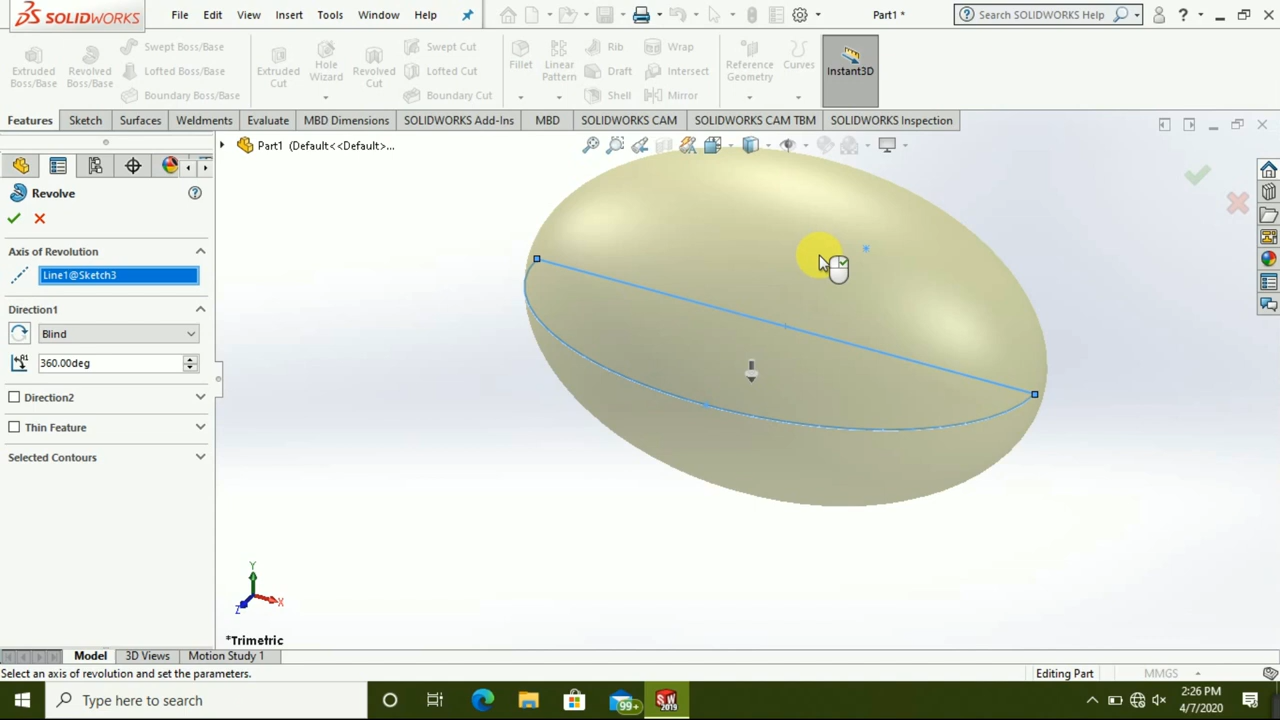 SOLIDWORKS File Edit View Insert Tools Window Help Part1 * Search SOLIDWORKS Help ?
Extruded Boss/Base
Revolved Boss/Base
Swept Boss/Base
Lofted Boss/Base
Boundary Boss/Base
Extruded Cut
Hole Wizard
Revolved Cut
Swept Cut
Lofted Cut
Boundary Cut
Fillet
Linear Pattern
Rib
Draft
Shell
Wrap
Intersect
Mirror
Reference Geometry
Curves
Instant3D
Features Sketch Surfaces Weldments Evaluate MBD Dimensions SOLIDWORKS Add-Ins MBD SOLIDWORKS CAM SOLIDWORKS CAM TBM SOLIDWORKS Inspection
Part1 (Default<<Default>...
Revolve
Axis of Revolution
Line1@Sketch3
Direction1
Blind
360.00deg
Direction2
Thin Feature
Selected Contours
Y
X
Z
*Trimetric
Model 3D Views Motion Study 1
Select an axis of revolution and set the parameters. Editing Part MMGS
Type here to search
99+
SW
2019
2:26 PM
4/7/2020